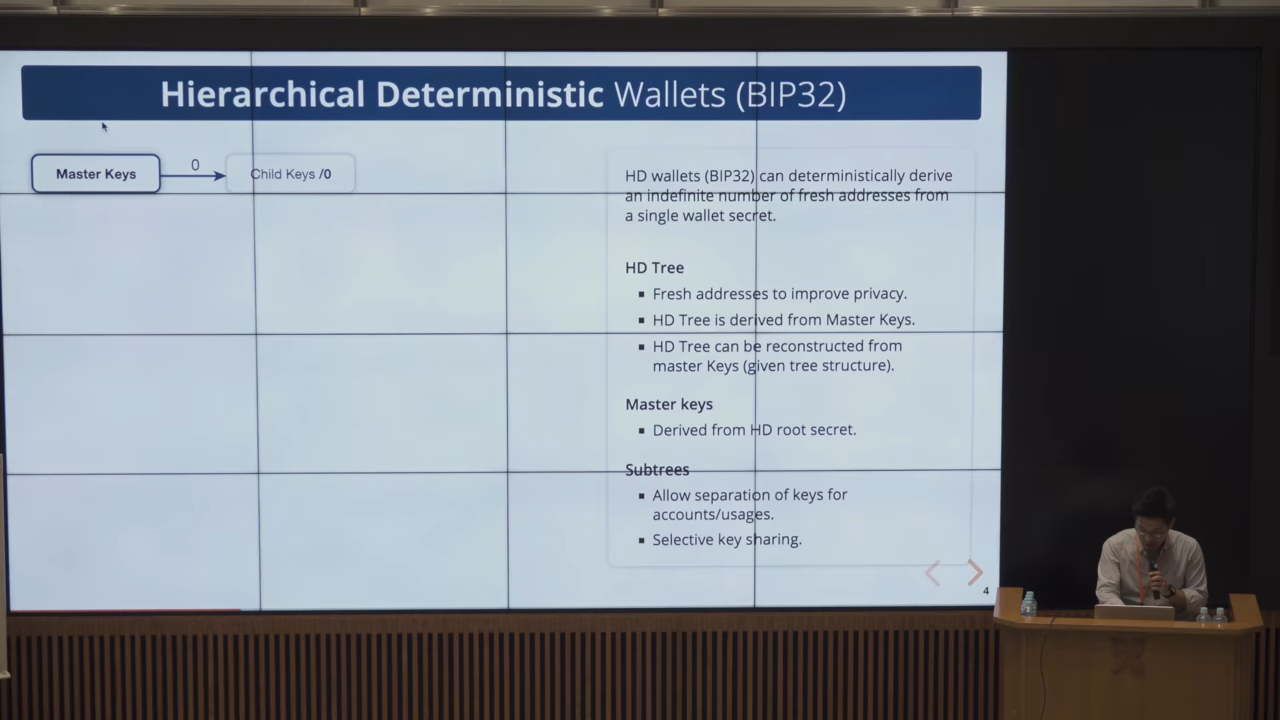 Hierarchical Deterministic Wallets (BIP32)
Master Keys
0
Child Keys /0
HD wallets (BIP32) can deterministically derive
an indefinite number of fresh addresses from
a single wallet secret.
HD Tree
▪ Fresh addresses to improve privacy.
▪ HD Tree is derived from Master Keys.
▪ HD Tree can be reconstructed from
master Keys (given tree structure).
Master keys
▪ Derived from HD root secret.
Subtrees
▪ Allow separation of keys for
accounts/usages.
▪ Selective key sharing.
4